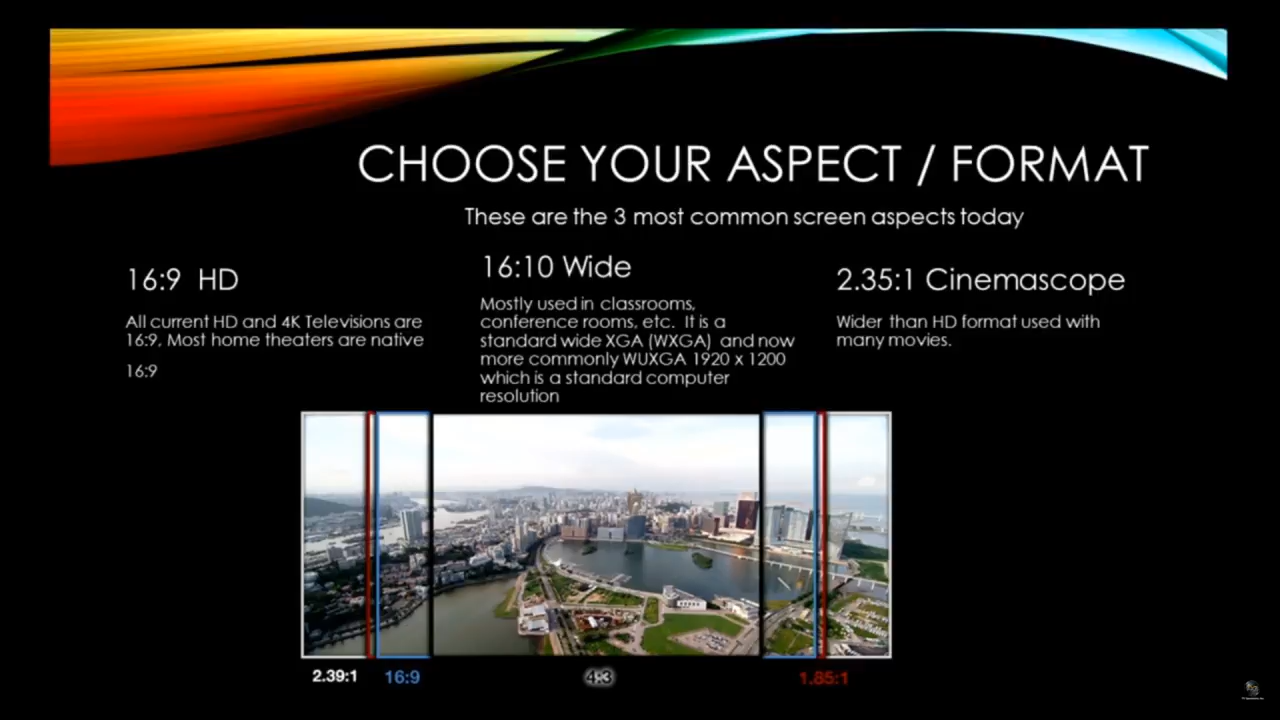 CHOOSE YOUR ASPECT / FORMAT
These are the 3 most common screen aspects today
16:9 HD
All current HD and 4K Televisions are
16:9, Most home theaters are native
16:9
16:10 Wide
Mostly used in classrooms,
conference rooms, etc. It is a
standard wide XGA (WXGA) and now
more commonly WUXGA 1920 x 1200
which is a standard computer
resolution
2.35:1 Cinemascope
Wider than HD format used with
many movies.
2.39:1 16:9 4:3 1.85:1